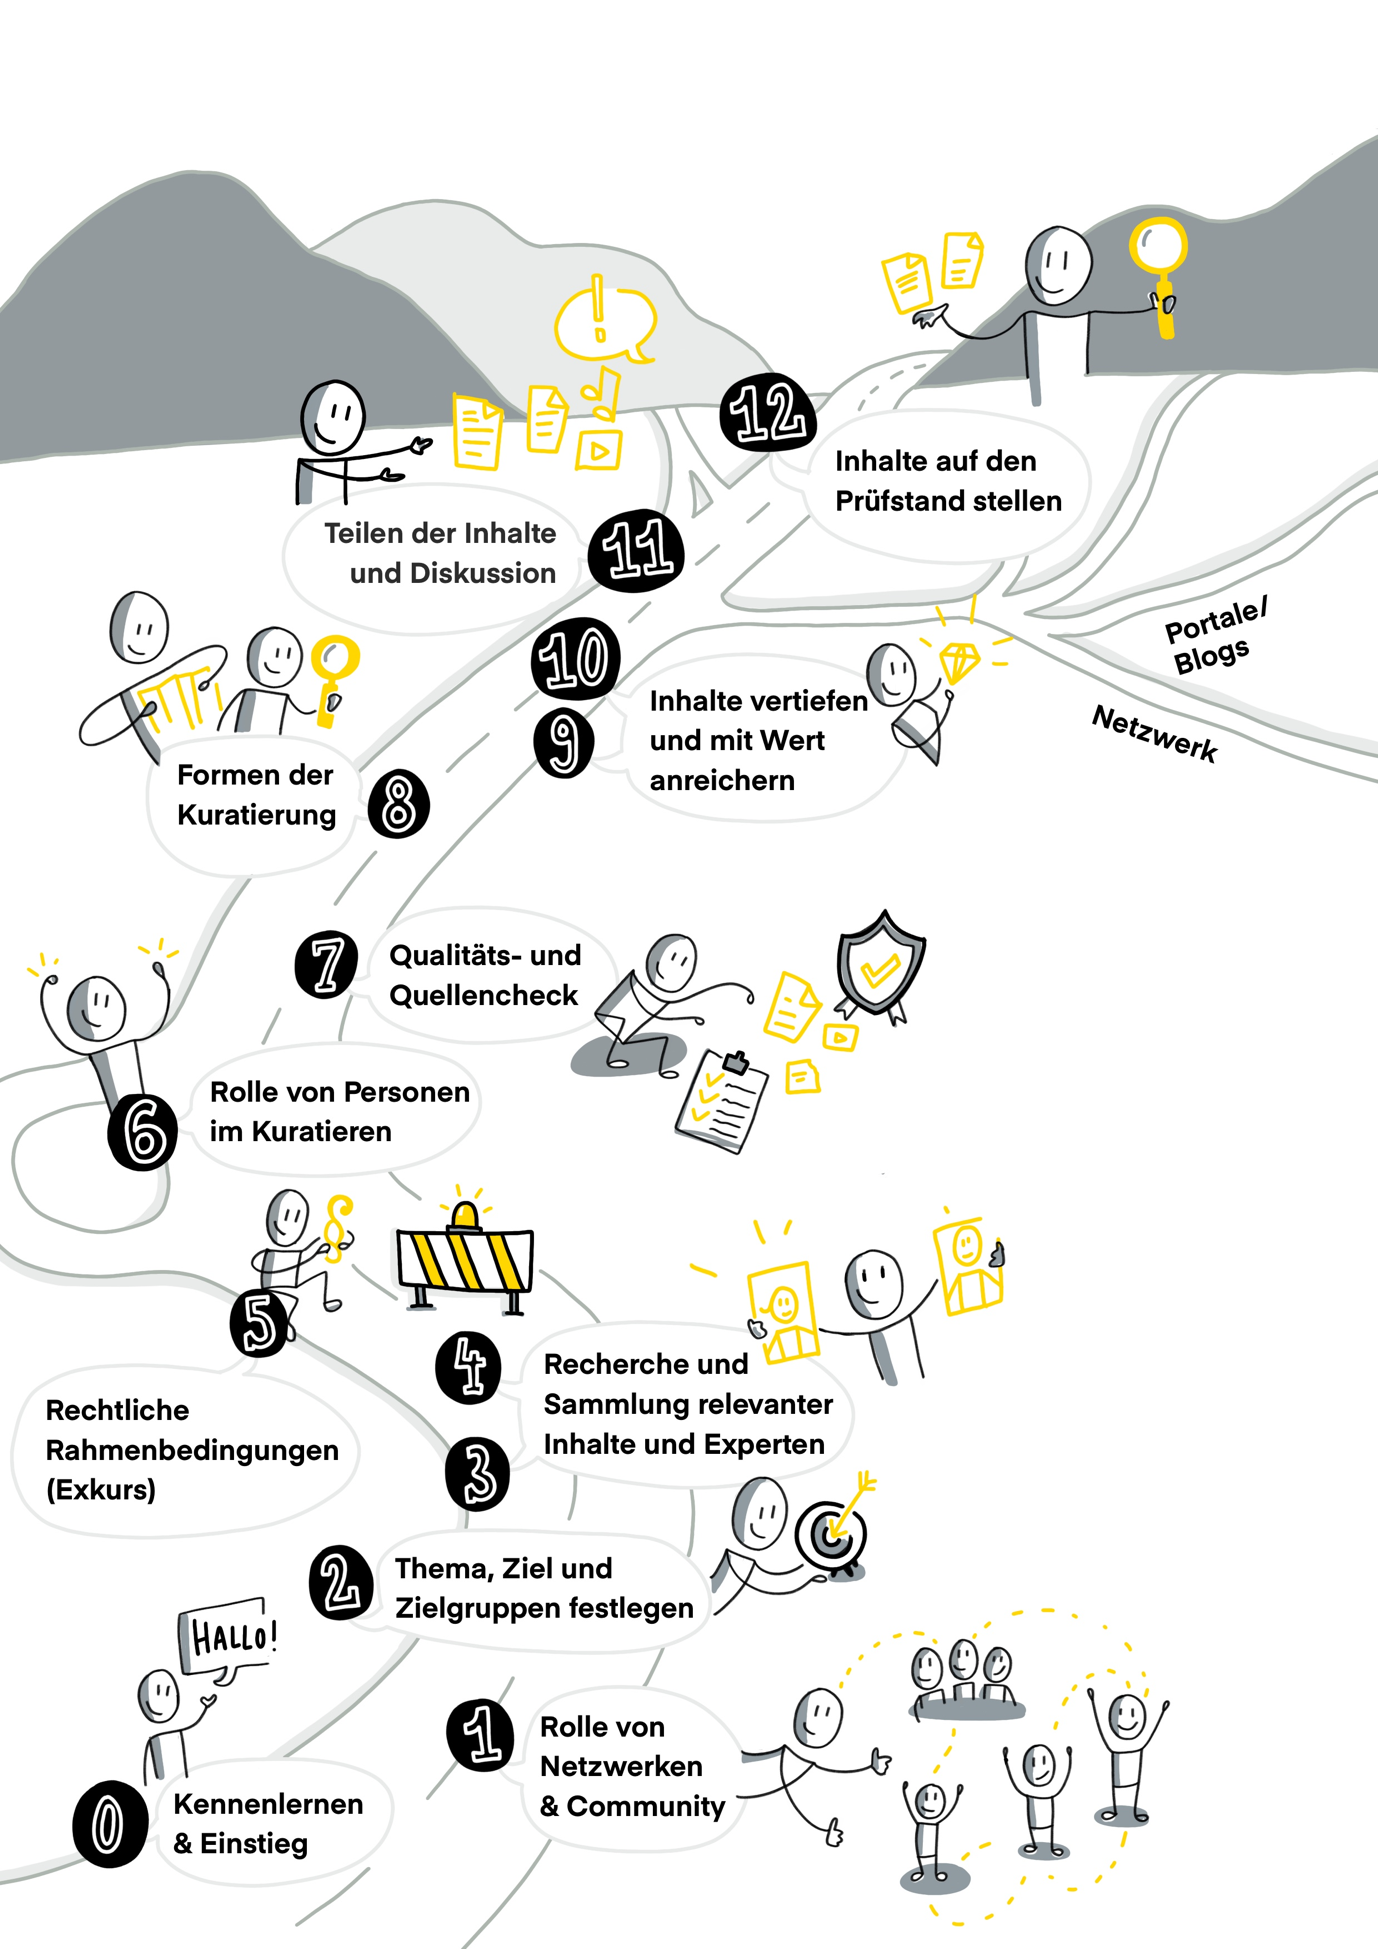 12
Inhalte auf den
Prüfstand stellen
Teilen der Inhalte
und Diskussion
11
Portale/
Blogs
Netzwerk
10
9
Inhalte vertiefen
und mit Wert
anreichern
Formen der
Kuratierung
8
7
Qualitäts- und
Quellencheck
6
Rolle von Personen
im Kuratieren
§
5
Rechtliche
Rahmenbedingungen
(Exkurs)
4
3
Recherche und
Sammlung relevanter
Inhalte und Experten
2
Thema, Ziel und
Zielgruppen festlegen
HALLO!
1
Rolle von
Netzwerken
& Community
0
Kennenlernen
& Einstieg